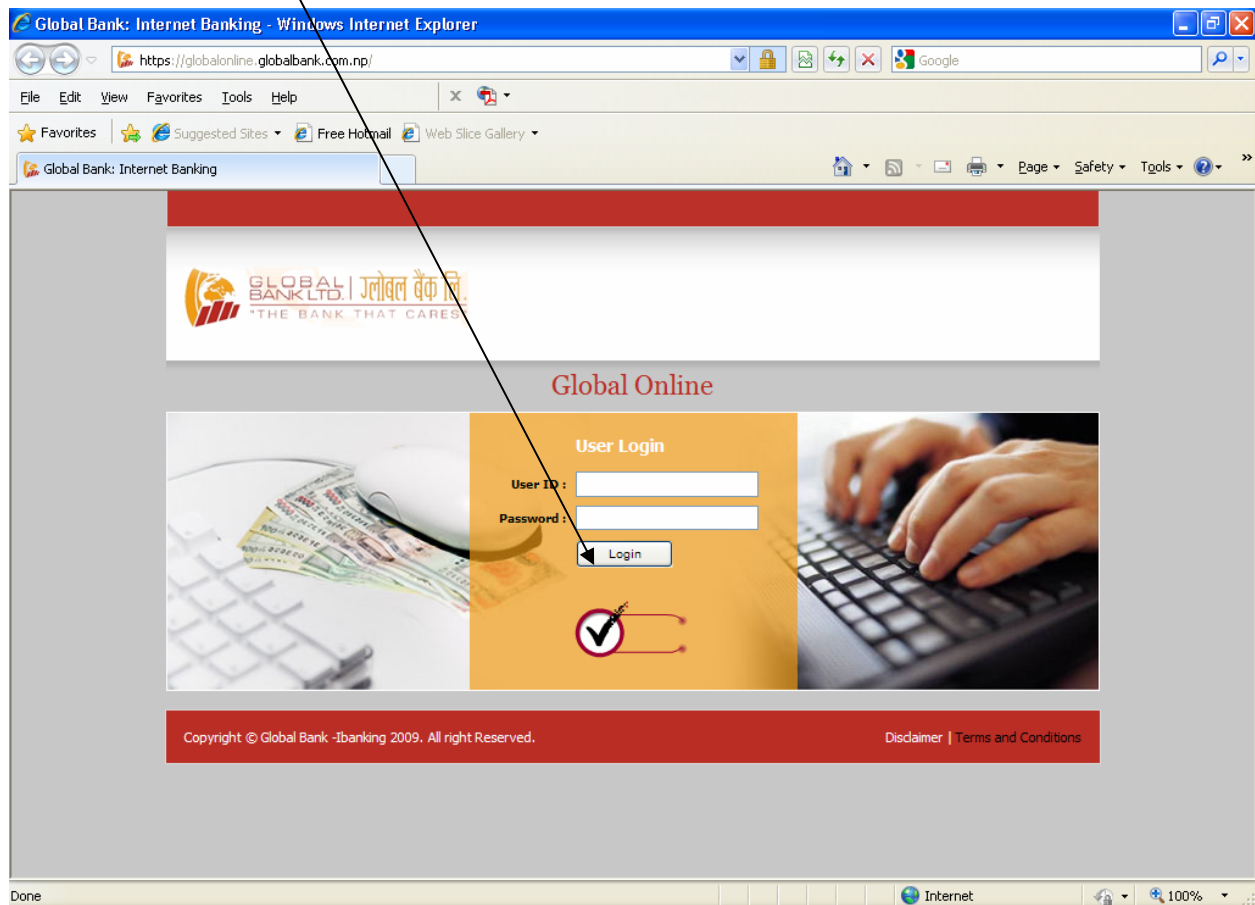 Global Bank: Internet Banking - Windows Internet Explorer
https://globalonline.globalbank.com.np/
Google
File Edit View Favorites Tools Help
Favorites Suggested Sites Free Hotmail Web Slice Gallery
Global Bank: Internet Banking
Page Safety Tools
GLOBAL BANK LTD. ग्लोबल बैंक लि.
"THE BANK THAT CARES"
Global Online
User Login
User ID :
Password :
Login
Copyright © Global Bank -Ibanking 2009. All right Reserved.
Disclaimer | Terms and Conditions
Done
Internet
100%